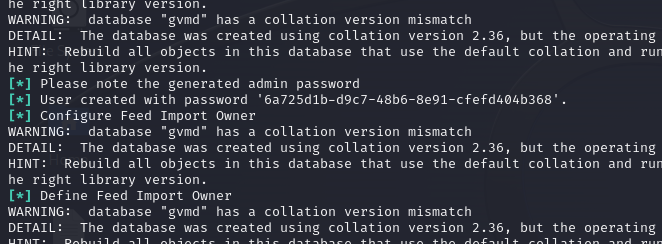 he right library version.
WARNING:  database "gvmd" has a collation version mismatch
DETAIL:  The database was created using collation version 2.36, but the operating
HINT:  Rebuild all objects in this database that use the default collation and run
he right library version.
[*] Please note the generated admin password
[*] User created with password '6a725d1b-d9c7-48b6-8e91-cfefd404b368'.
[*] Configure Feed Import Owner
WARNING:  database "gvmd" has a collation version mismatch
DETAIL:  The database was created using collation version 2.36, but the operating
HINT:  Rebuild all objects in this database that use the default collation and run
he right library version.
[*] Define Feed Import Owner
WARNING:  database "gvmd" has a collation version mismatch
DETAIL:  The database was created using collation version 2.36, but the operating
HINT:  Rebuild all objects in this database that use the default collation and run